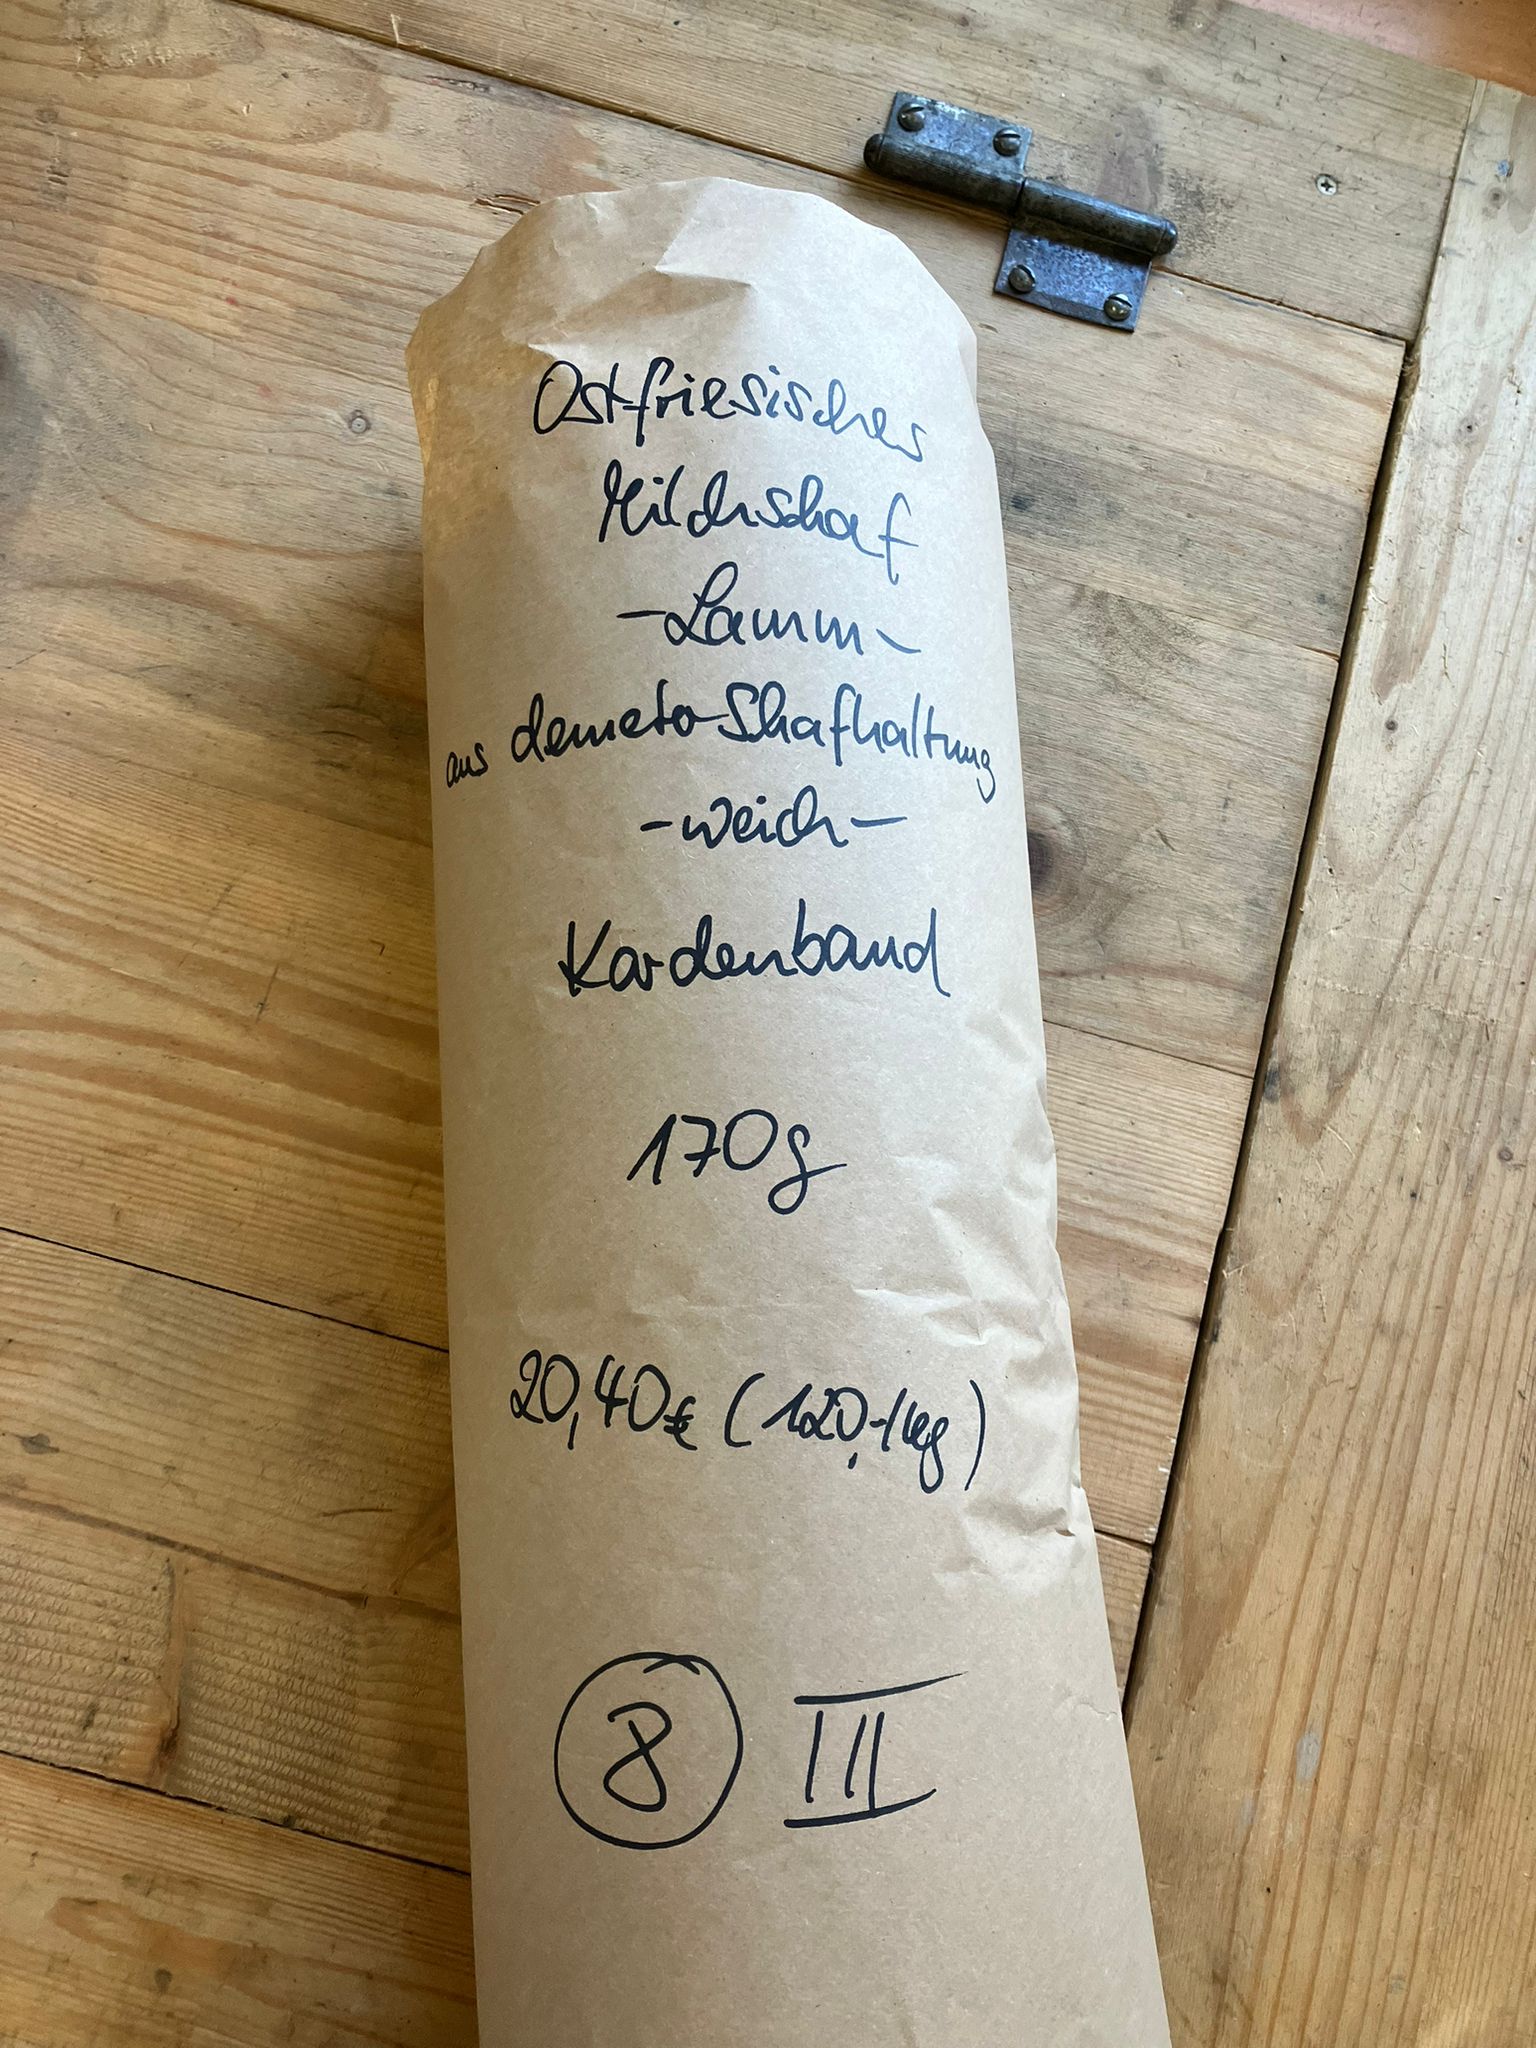 Ostfriesisches
Milchschaf
-Lamm-
aus demeter Schafhaltung
-weich-
Kardenband
170g
20,40€ (120,-/kg)
8 III